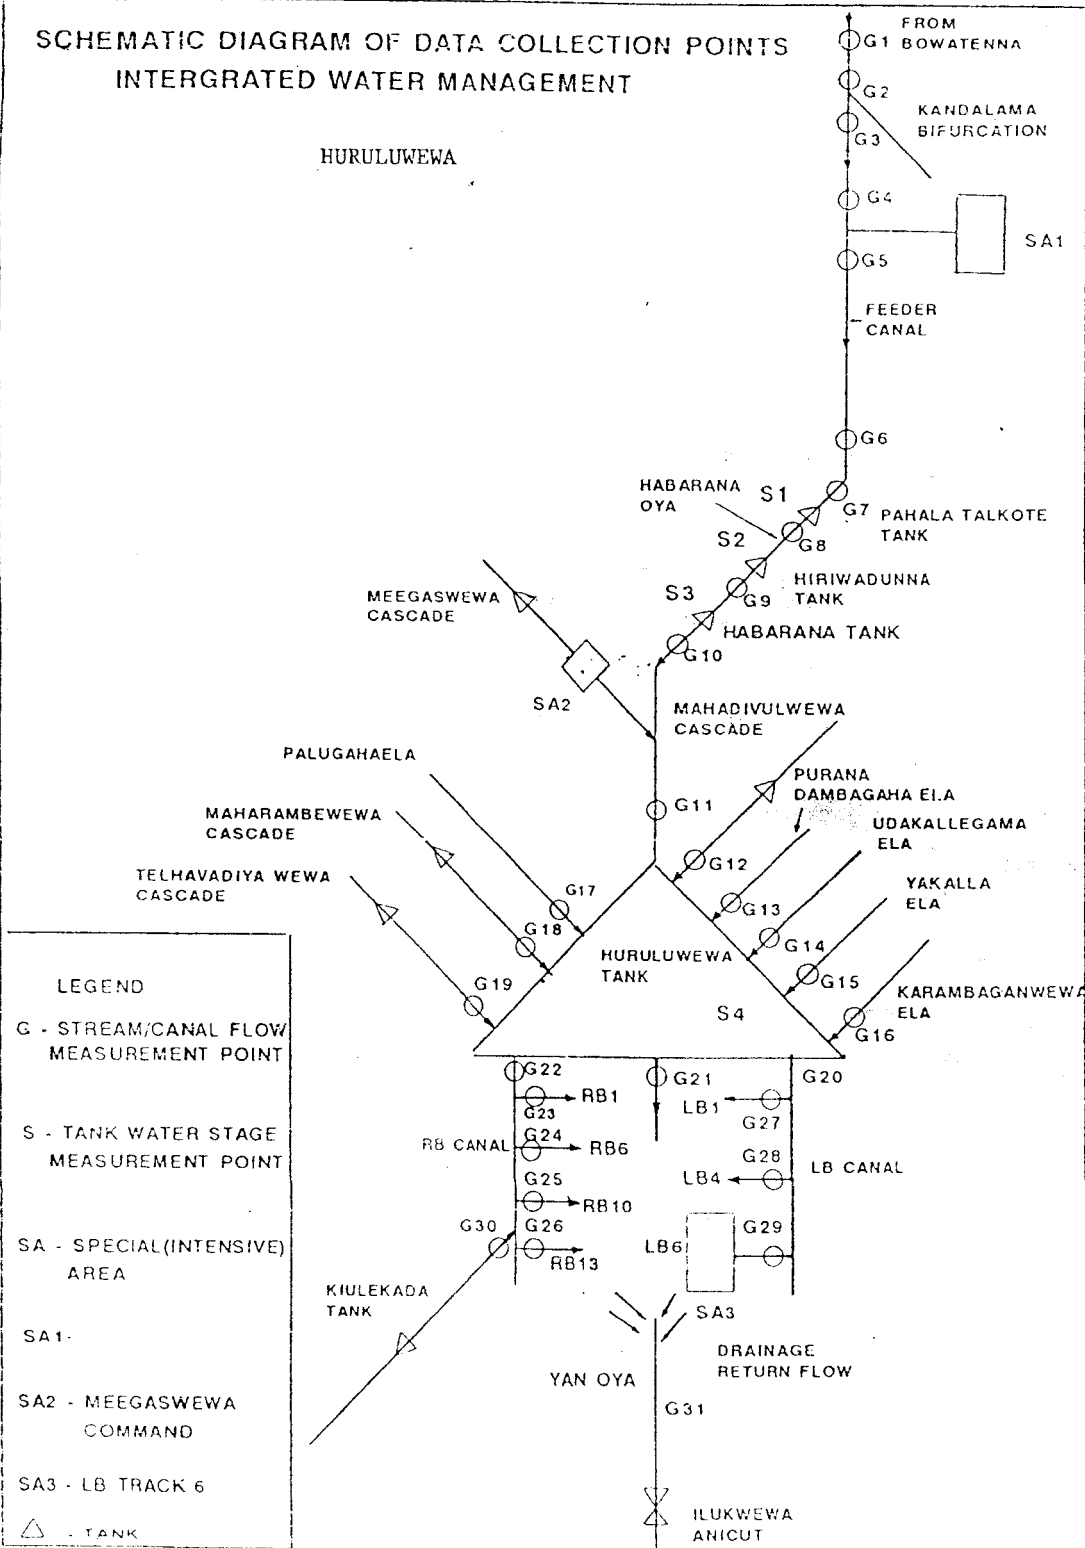 SCHEMATIC DIAGRAM OF DATA COLLECTION POINTS
INTERGRATED WATER MANAGEMENT
HURULUWEWA
FROM
BOWATENNA
G1
G2
KANDALAMA
BIFURCATION
G3
G4
SA1
G5
FEEDER
CANAL
G6
HABARANA
OYA
S1
G7
PAHALA TALKOTE
TANK
S2
G8
MEEGASWEWA
CASCADE
S3
G9
HIRIWADUNNA
TANK
HABARANA TANK
G10
SA2
MAHADIVULWEWA
CASCADE
PALUGAHAELA
G11
PURANA
DAMBAGAHA ELA
MAHARAMBEWEWA
CASCADE
UDAKALLEGAMA
ELA
G12
TELHAVADIYA WEWA
CASCADE
G17
G13
YAKALLA
ELA
G18
G14
HURULUWEWA
TANK
G19
G15
KARAMBAGANWEWA
ELA
S4
G16
G22
G21
G20
G23
RB1
LB1
G27
RB CANAL
G24
RB6
G28
LB4
LB CANAL
G25
RB10
G30
G26
RB13
LB6
G29
KIULEKADA
TANK
SA3
DRAINAGE
RETURN FLOW
YAN OYA
G31
ILUKWEWA
ANICUT
LEGEND
G - STREAM/CANAL FLOW
MEASUREMENT POINT
S - TANK WATER STAGE
MEASUREMENT POINT
SA - SPECIAL(INTENSIVE)
AREA
SA1-
SA2 - MEEGASWEWA
COMMAND
SA3 - LB TRACK 6
- TANK